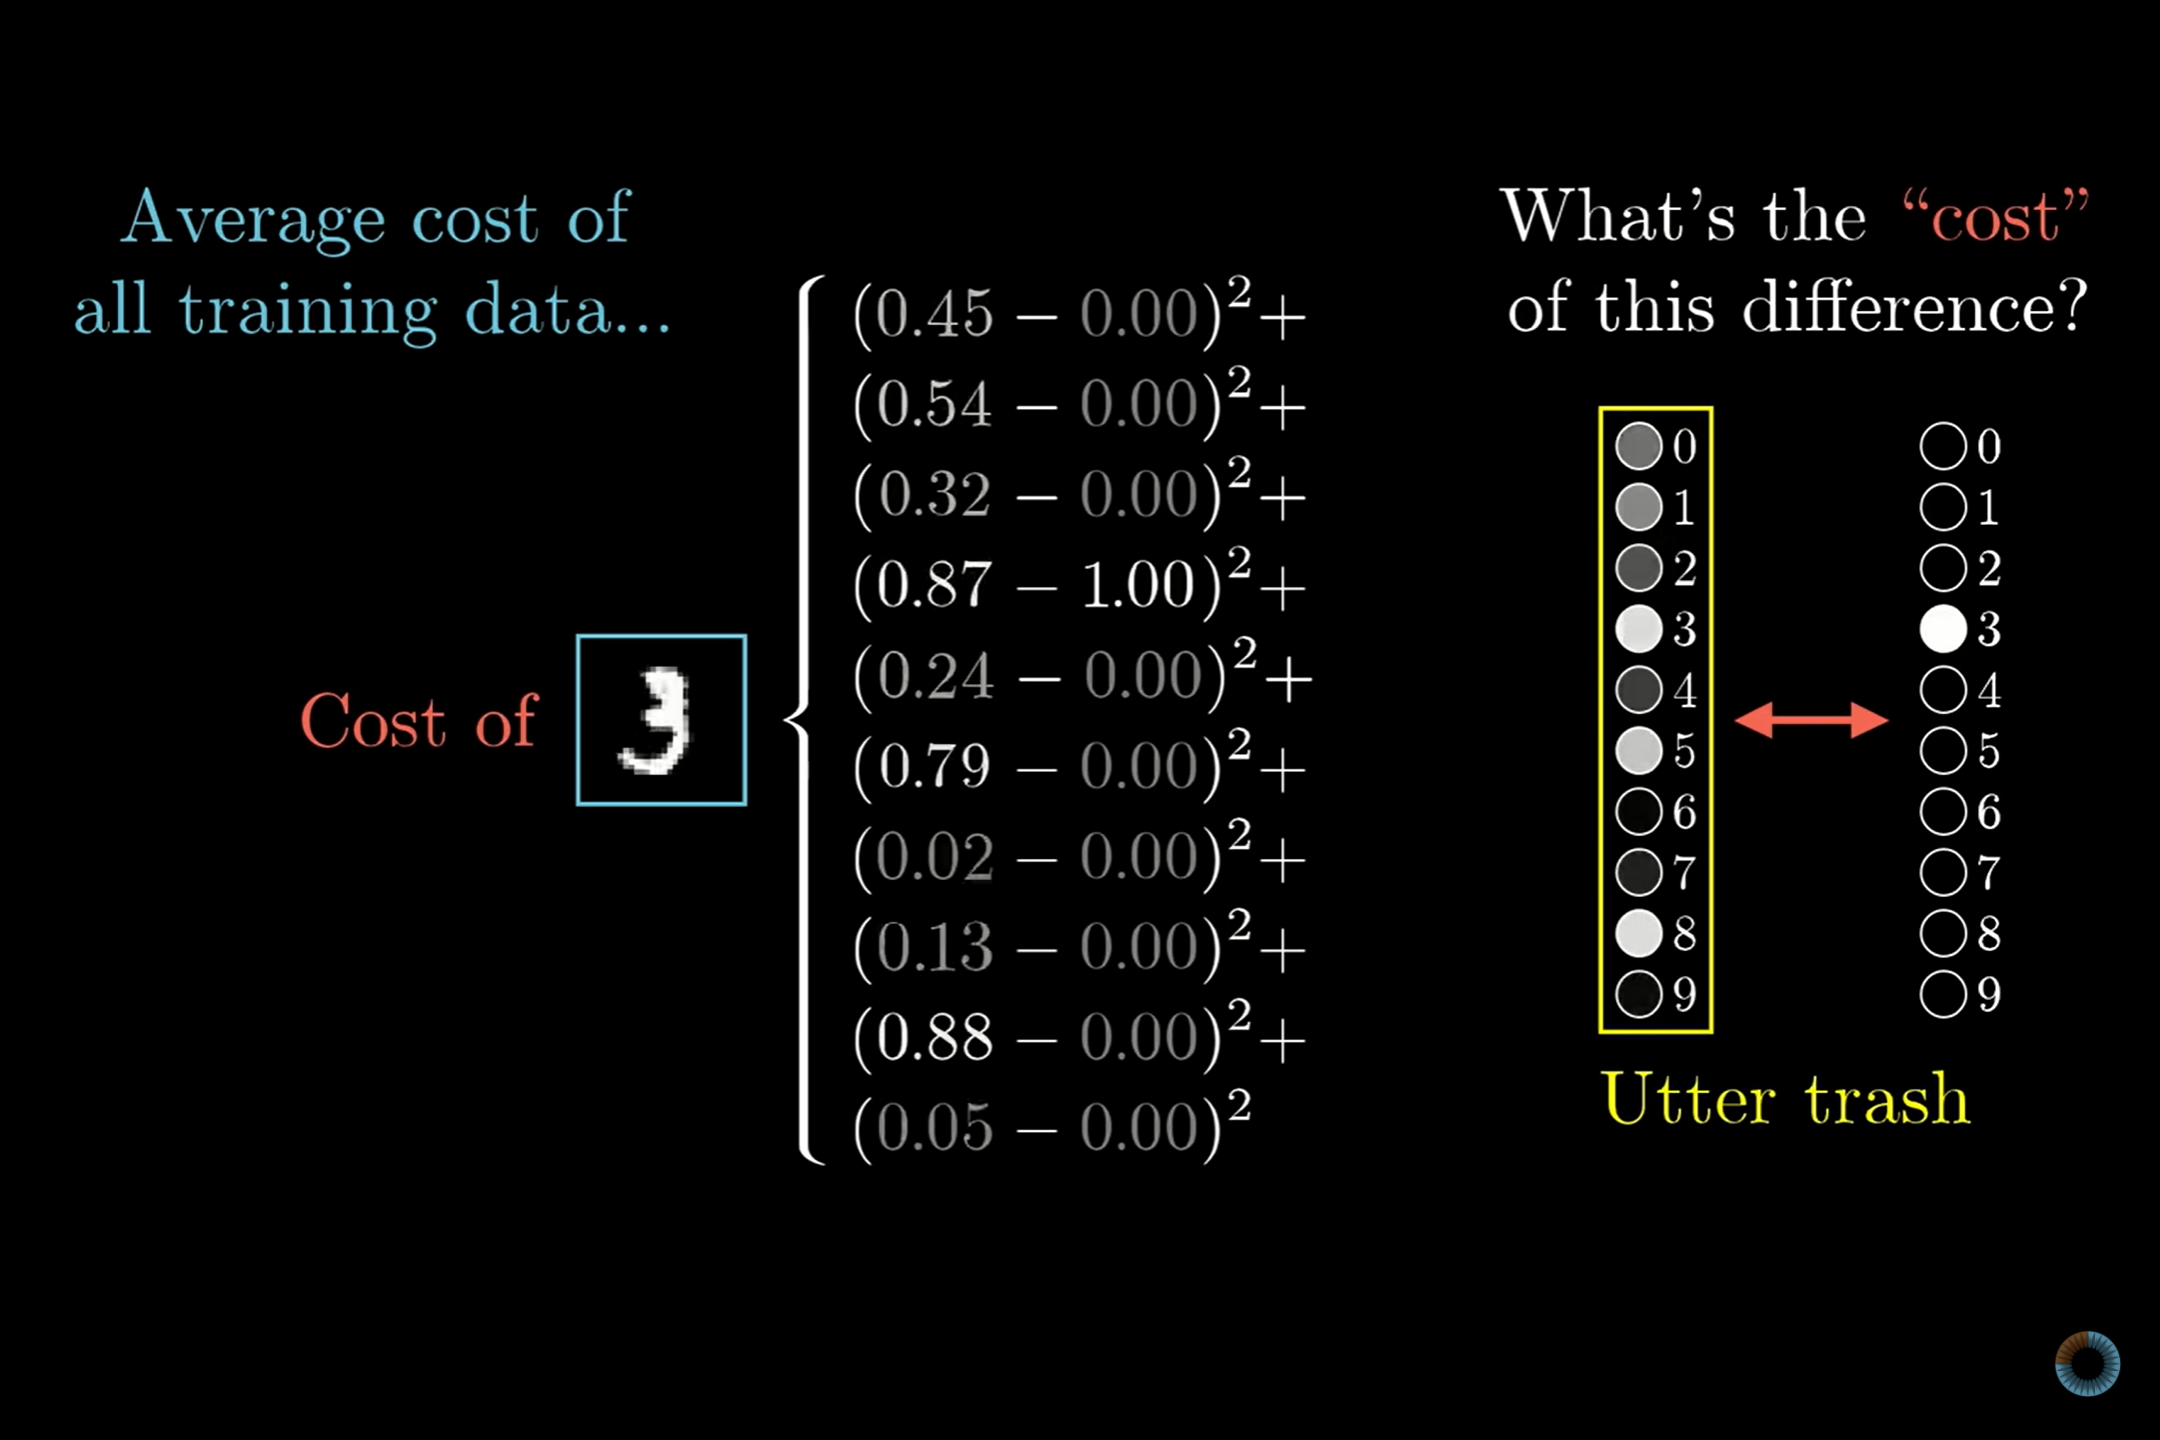 Average cost of
all training data...
Cost of
3
(0.45 − 0.00)²+
(0.54 − 0.00)²+
(0.32 − 0.00)²+
(0.87 − 1.00)²+
(0.24 − 0.00)²+
(0.79 − 0.00)²+
(0.02 − 0.00)²+
(0.13 − 0.00)²+
(0.88 − 0.00)²+
(0.05 − 0.00)²
What's the “cost”
of this difference?
0 0
1 1
2 2
3 3
4 4
5 5
6 6
7 7
8 8
9 9
Utter trash